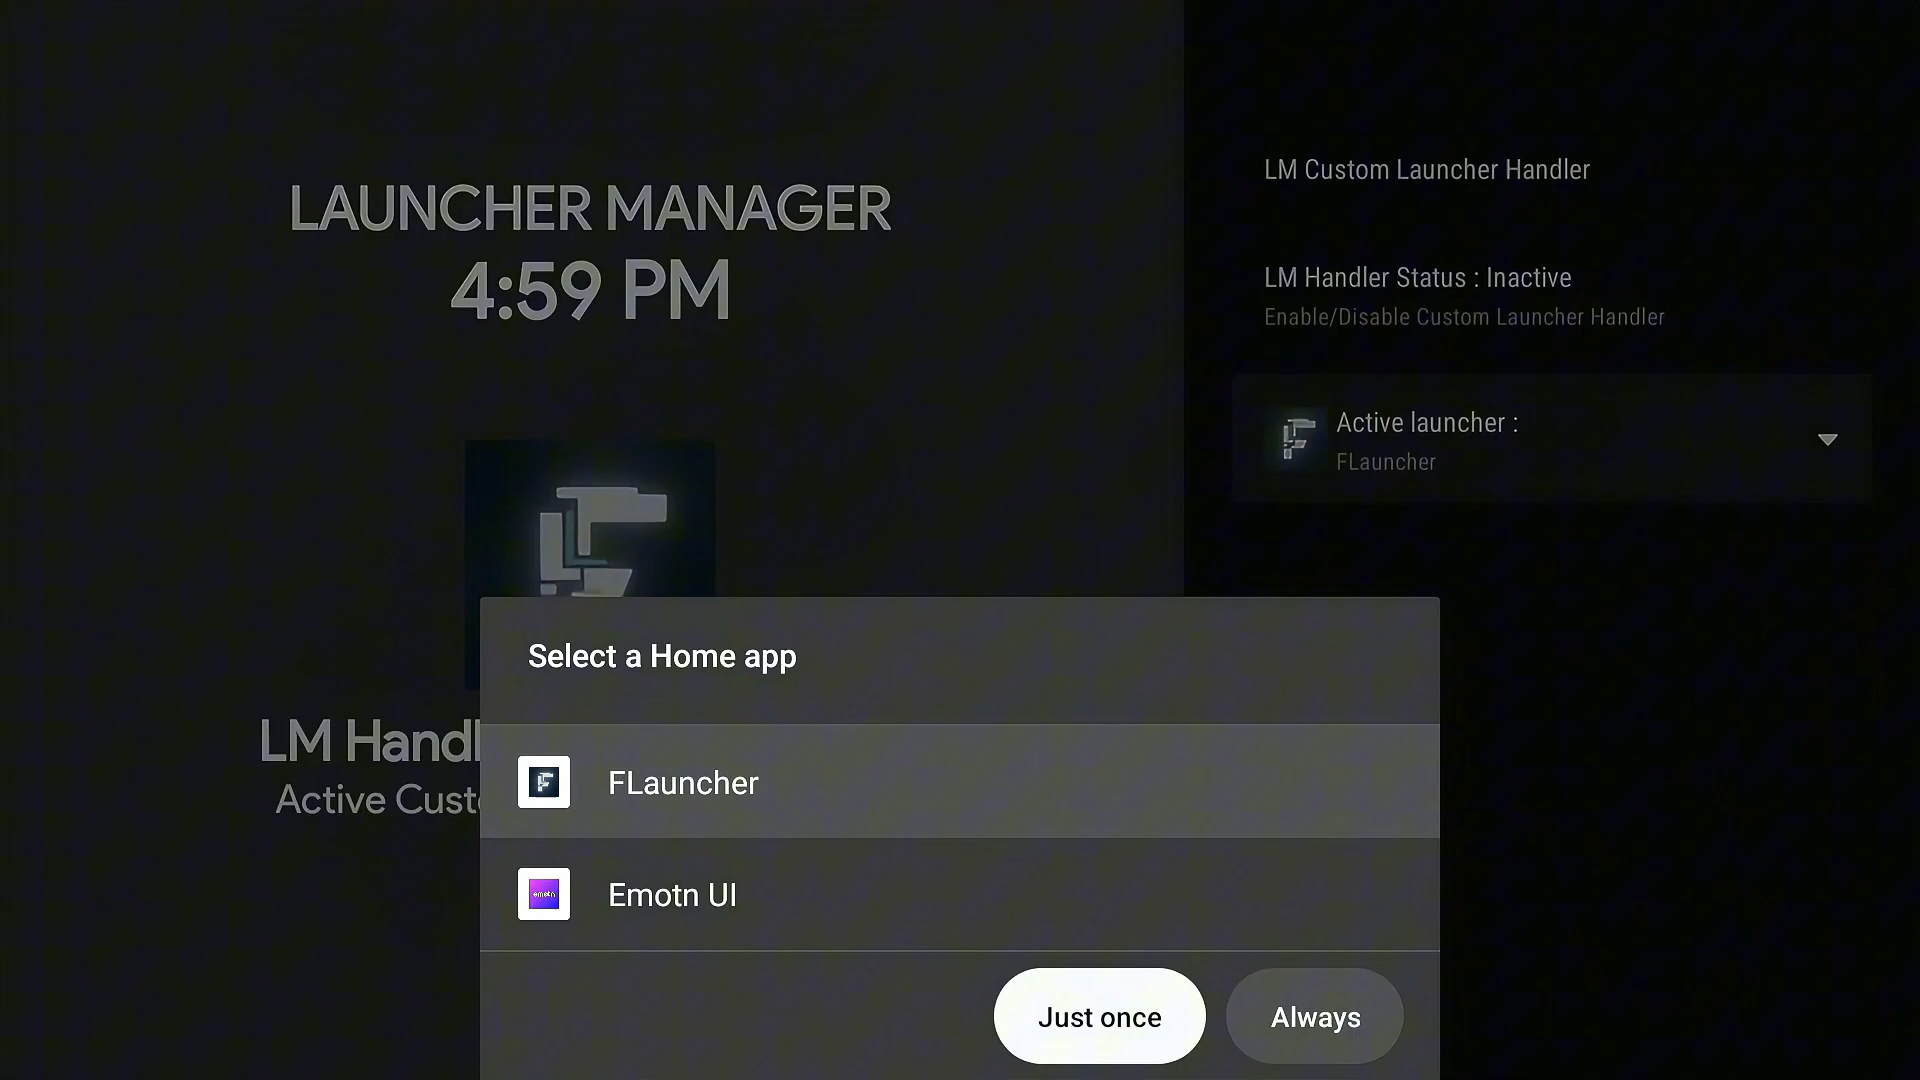 LAUNCHER MANAGER
4:59 PM
LM Custom Launcher Handler
LM Handler Status : Inactive
Enable/Disable Custom Launcher Handler
Active launcher :
FLauncher
LM Handl
Active Cust
Select a Home app
FLauncher
emotn
Emotn UI
Just once
Always